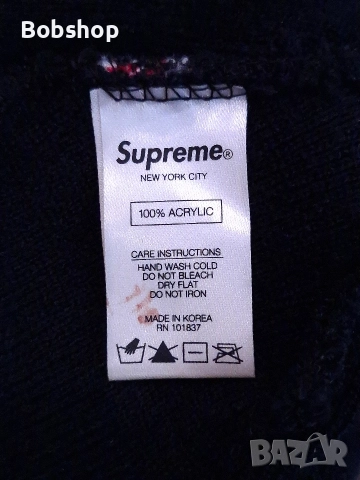 Bobshop
Supreme®
NEW YORK CITY
100% ACRYLIC
CARE INSTRUCTIONS
HAND WASH COLD
DO NOT BLEACH
DRY FLAT
DO NOT IRON
MADE IN KOREA
RN 101837
BAZAR